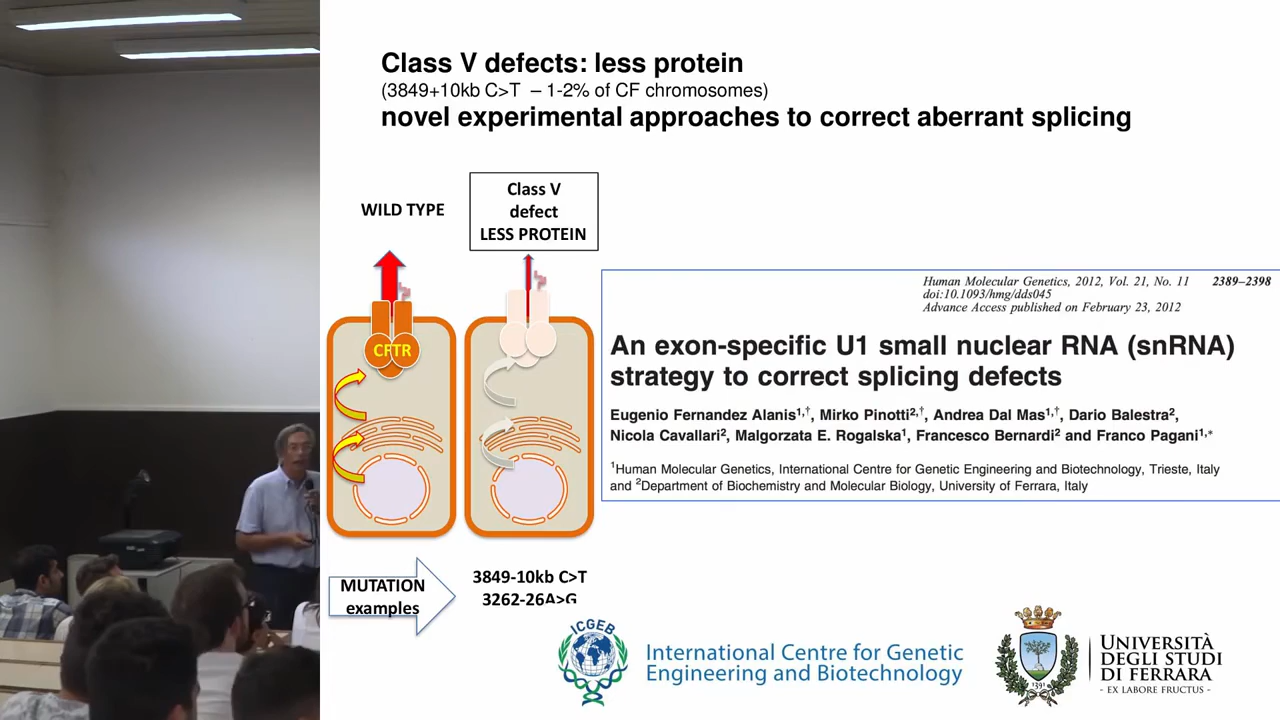 Class V defects: less protein
(3849+10kb C>T – 1-2% of CF chromosomes)
novel experimental approaches to correct aberrant splicing
WILD TYPE
Class V
defect
LESS PROTEIN
CFTR
Human Molecular Genetics, 2012, Vol. 21, No. 11 2389–2398
doi:10.1093/hmg/dds045
Advance Access published on February 23, 2012
An exon-specific U1 small nuclear RNA (snRNA)
strategy to correct splicing defects
Eugenio Fernandez Alanis1,†, Mirko Pinotti2,†, Andrea Dal Mas1,†, Dario Balestra2,
Nicola Cavallari2, Malgorzata E. Rogalska1, Francesco Bernardi2 and Franco Pagani1,*
1Human Molecular Genetics, International Centre for Genetic Engineering and Biotechnology, Trieste, Italy
and 2Department of Biochemistry and Molecular Biology, University of Ferrara, Italy
MUTATION
examples
3849-10kb C>T
3262-26A>G
ICGEB
International Centre for Genetic
Engineering and Biotechnology
1391
UNIVERSITÀ
DEGLI STUDI
DI FERRARA
- EX LABORE FRUCTUS -